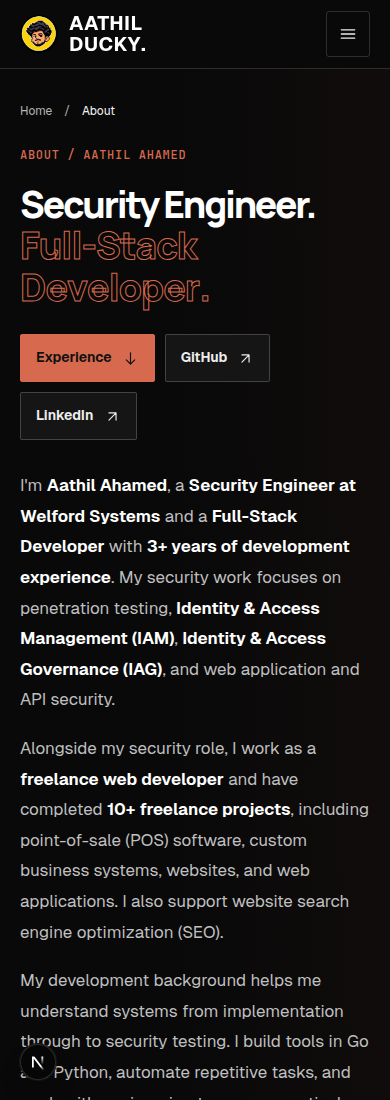 AATHIL
DUCKY.
Home / About
ABOUT / AATHIL AHAMED
Security Engineer.
Full-Stack
Developer.
Experience ↓
GitHub ↗
LinkedIn ↗
I'm Aathil Ahamed, a Security Engineer at
Welford Systems and a Full-Stack
Developer with 3+ years of development
experience. My security work focuses on
penetration testing, Identity & Access
Management (IAM), Identity & Access
Governance (IAG), and web application and
API security.
Alongside my security role, I work as a
freelance web developer and have
completed 10+ freelance projects, including
point-of-sale (POS) software, custom
business systems, websites, and web
applications. I also support website search
engine optimization (SEO).
My development background helps me
understand systems from implementation
through to security testing. I build tools in Go
Python, automate repetitive tasks, and